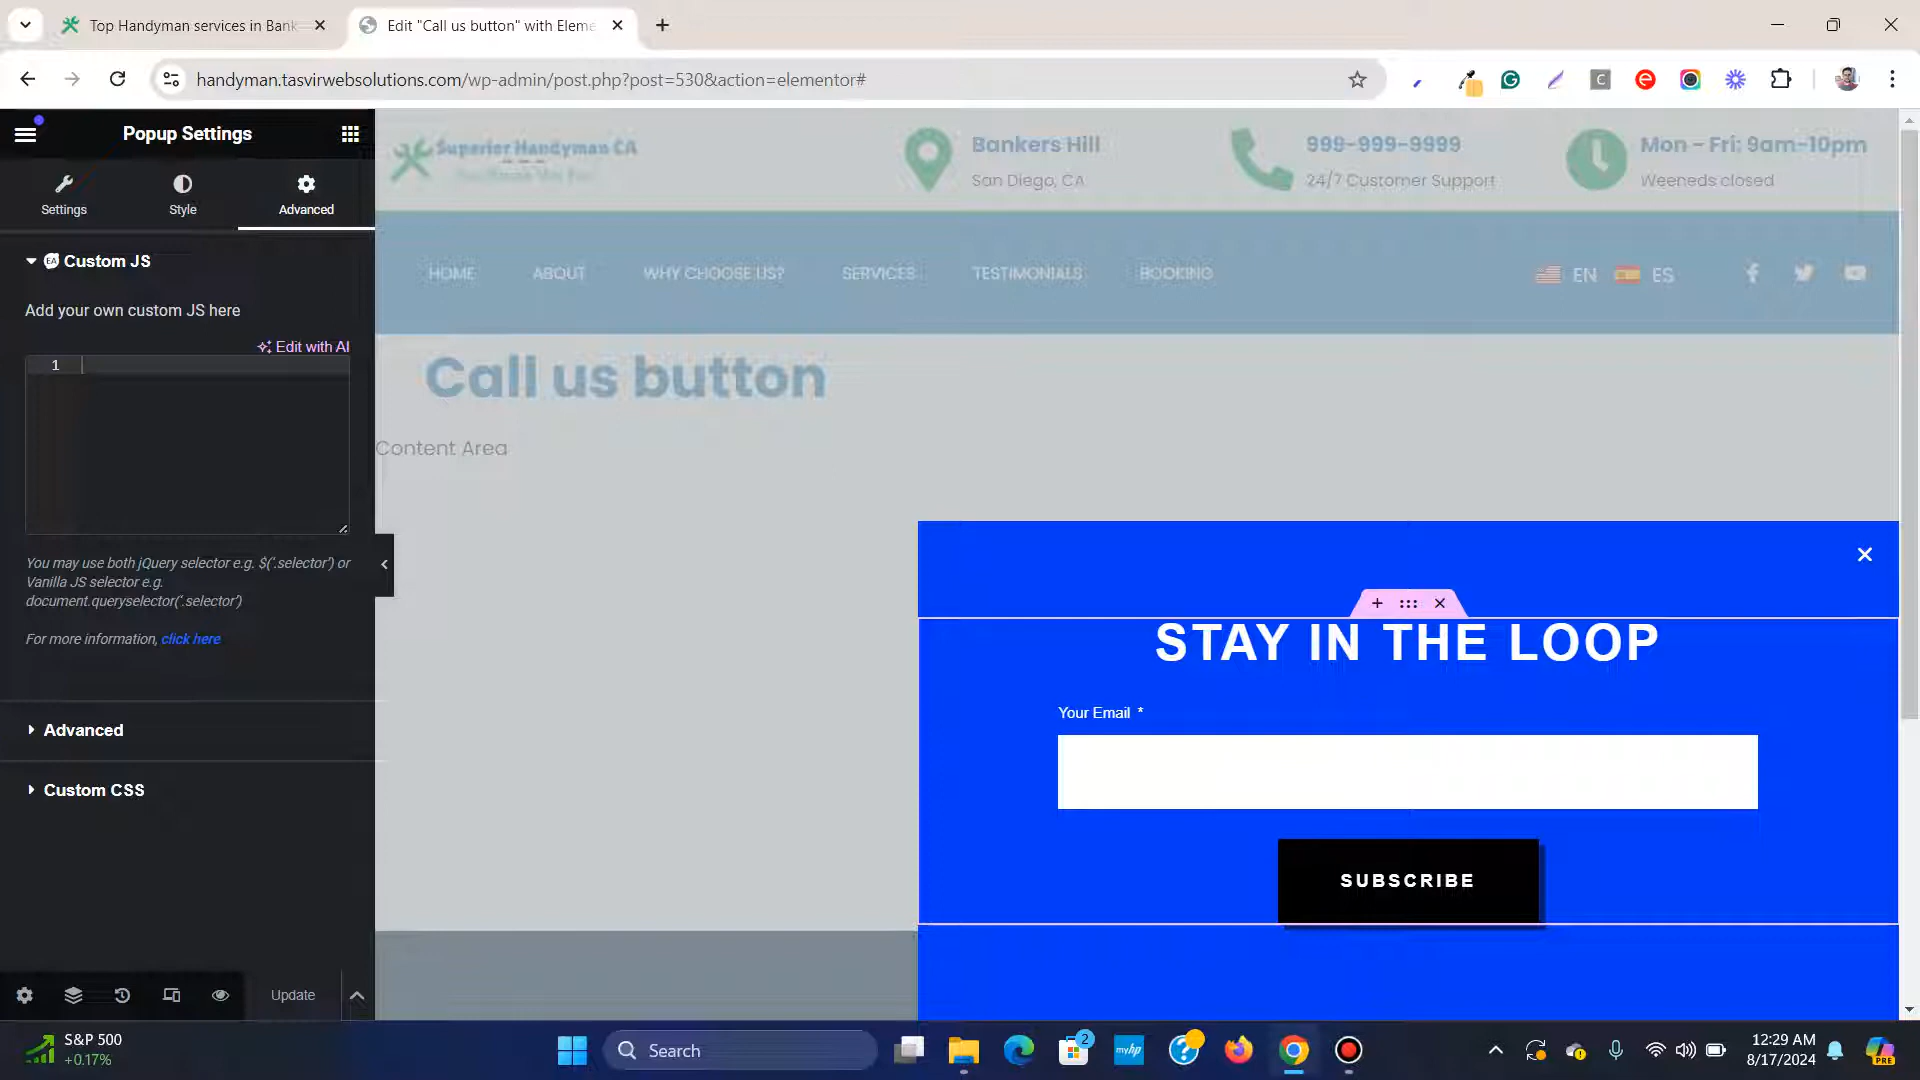 Top Handyman services in Bank
Edit "Call us button" with Eleme
handyman.tasvirwebsolutions.com/wp-admin/post.php?post=530&action=elementor#
Popup Settings
Settings
Style
Advanced
Custom JS
Add your own custom JS here
Edit with AI
1
You may use both jQuery selector e.g. $('.selector') or
Vanilla JS selector e.g.
document.queryselector('.selector')
For more information, click here
Advanced
Custom CSS
Update
Superior Handyman CA
Bankers Hill
San Diego, CA
999-999-9999
24/7 Customer Support
Mon - Fri: 9am-10pm
Weeneds closed
HOME
ABOUT
WHY CHOOSE US?
SERVICES
TESTIMONIALS
BOOKING
EN
ES
Call us button
Content Area
STAY IN THE LOOP
Your Email *
SUBSCRIBE
S&P 500
+0.17%
Search
2
myhp
12:29 AM
8/17/2024
PRE